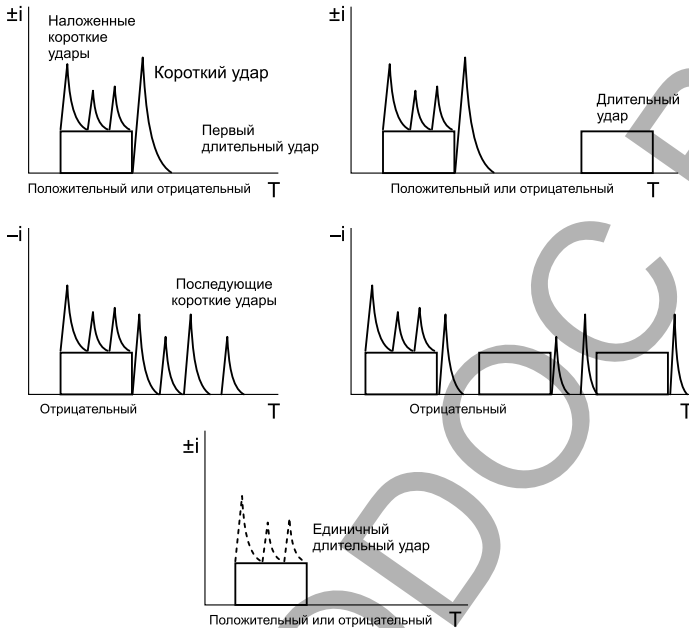 ±i
Наложенные
короткие
удары
Короткий удар
Первый
длительный удар
Положительный или отрицательный
T
±i
Длительный
удар
Положительный или отрицательный
T
–i
Последующие
короткие удары
Отрицательный
T
–i
Отрицательный
T
±i
Единичный
длительный удар
Положительный или отрицательный
T